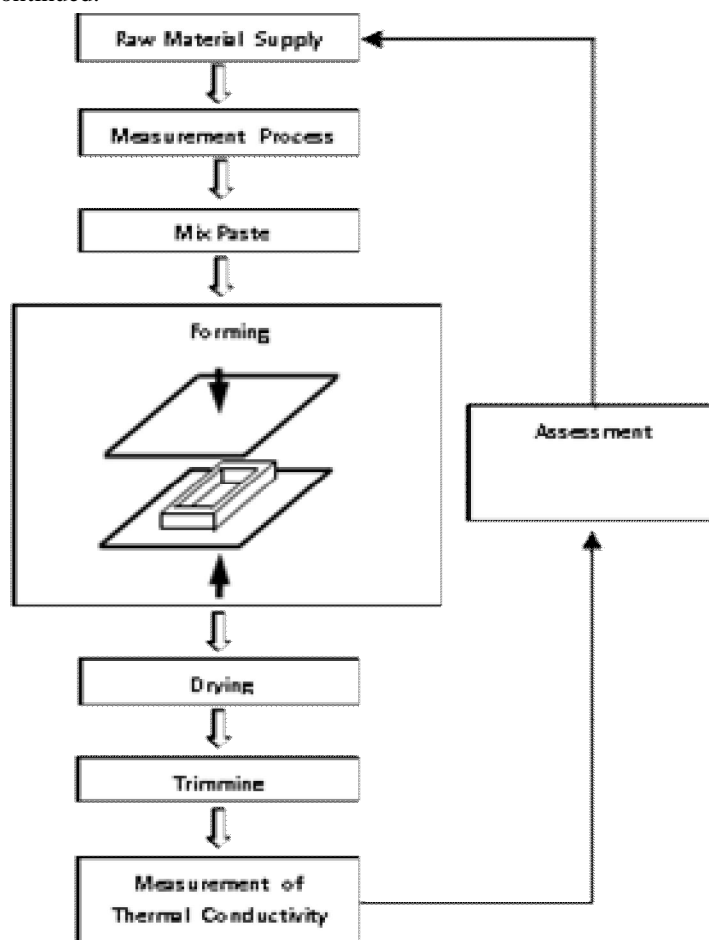 Raw Material Supply
Measurement Process
Mix Paste
Forming
Assessment
Drying
Trimmine
Measurement of
Thermal Conductivity